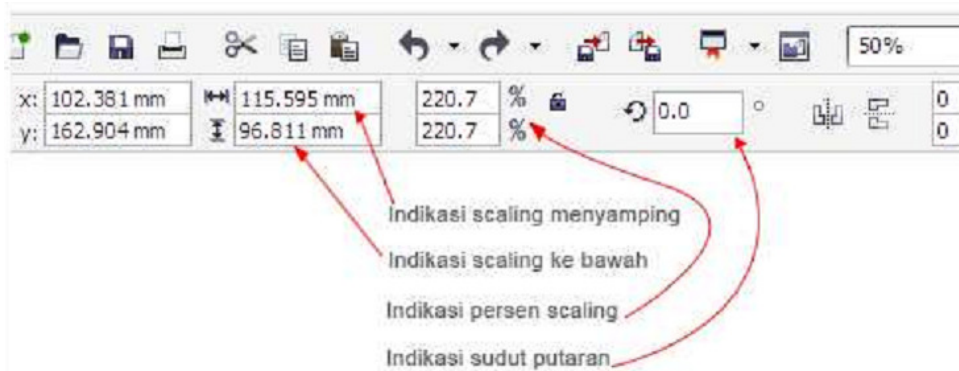 50%
x: 102.381 mm 115.595 mm 220.7 % 0.0 ° 0
y: 162.904 mm 96.811 mm 220.7 % 0
Indikasi scaling menyamping
Indikasi scaling ke bawah
Indikasi persen scaling
Indikasi sudut putaran